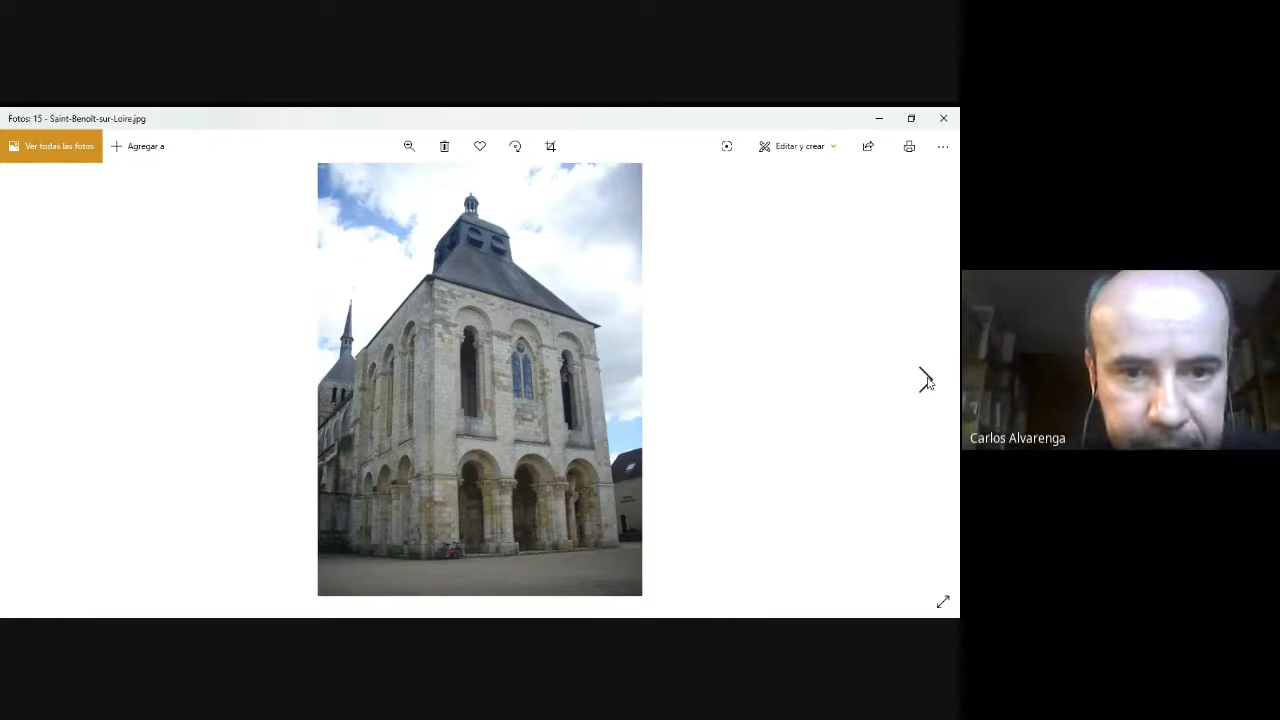 Fotos: 15 - Saint-Benoît-sur-Loire.jpg
Ver todas las fotos
Agregar a
Editar y crear
Carlos Alvarenga